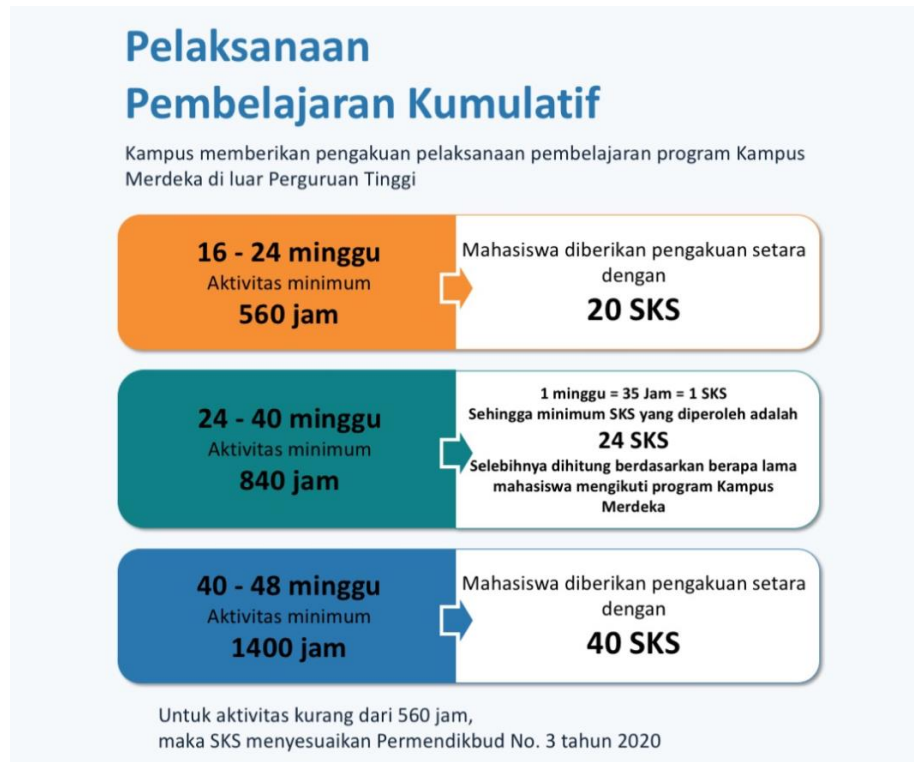 Pelaksanaan
Pembelajaran Kumulatif
Kampus memberikan pengakuan pelaksanaan pembelajaran program Kampus
Merdeka di luar Perguruan Tinggi
16 - 24 minggu
Aktivitas minimum
560 jam
Mahasiswa diberikan pengakuan setara
dengan
20 SKS
24 - 40 minggu
Aktivitas minimum
840 jam
1 minggu = 35 Jam = 1 SKS
Sehingga minimum SKS yang diperoleh adalah
24 SKS
Selebihnya dihitung berdasarkan berapa lama
mahasiswa mengikuti program Kampus
Merdeka
40 - 48 minggu
Aktivitas minimum
1400 jam
Mahasiswa diberikan pengakuan setara
dengan
40 SKS
Untuk aktivitas kurang dari 560 jam,
maka SKS menyesuaikan Permendikbud No. 3 tahun 2020